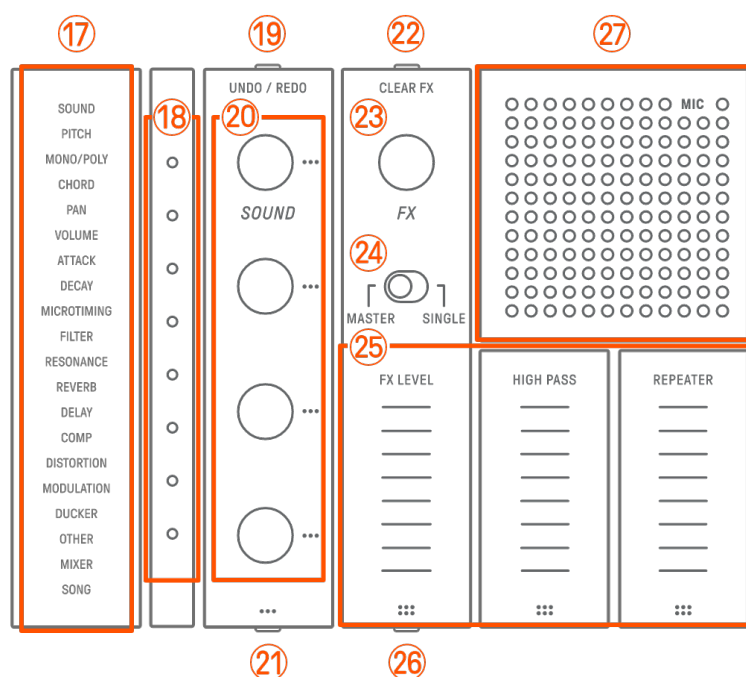 17
19
22
27
UNDO / REDO
CLEAR FX
18
20
23
MIC
SOUND
PITCH
MONO/POLY
CHORD
PAN
VOLUME
ATTACK
DECAY
MICROTIMING
FILTER
RESONANCE
REVERB
DELAY
COMP
DISTORTION
MODULATION
DUCKER
OTHER
MIXER
SONG
SOUND
FX
24
MASTER SINGLE
25
FX LEVEL
HIGH PASS
REPEATER
21
26